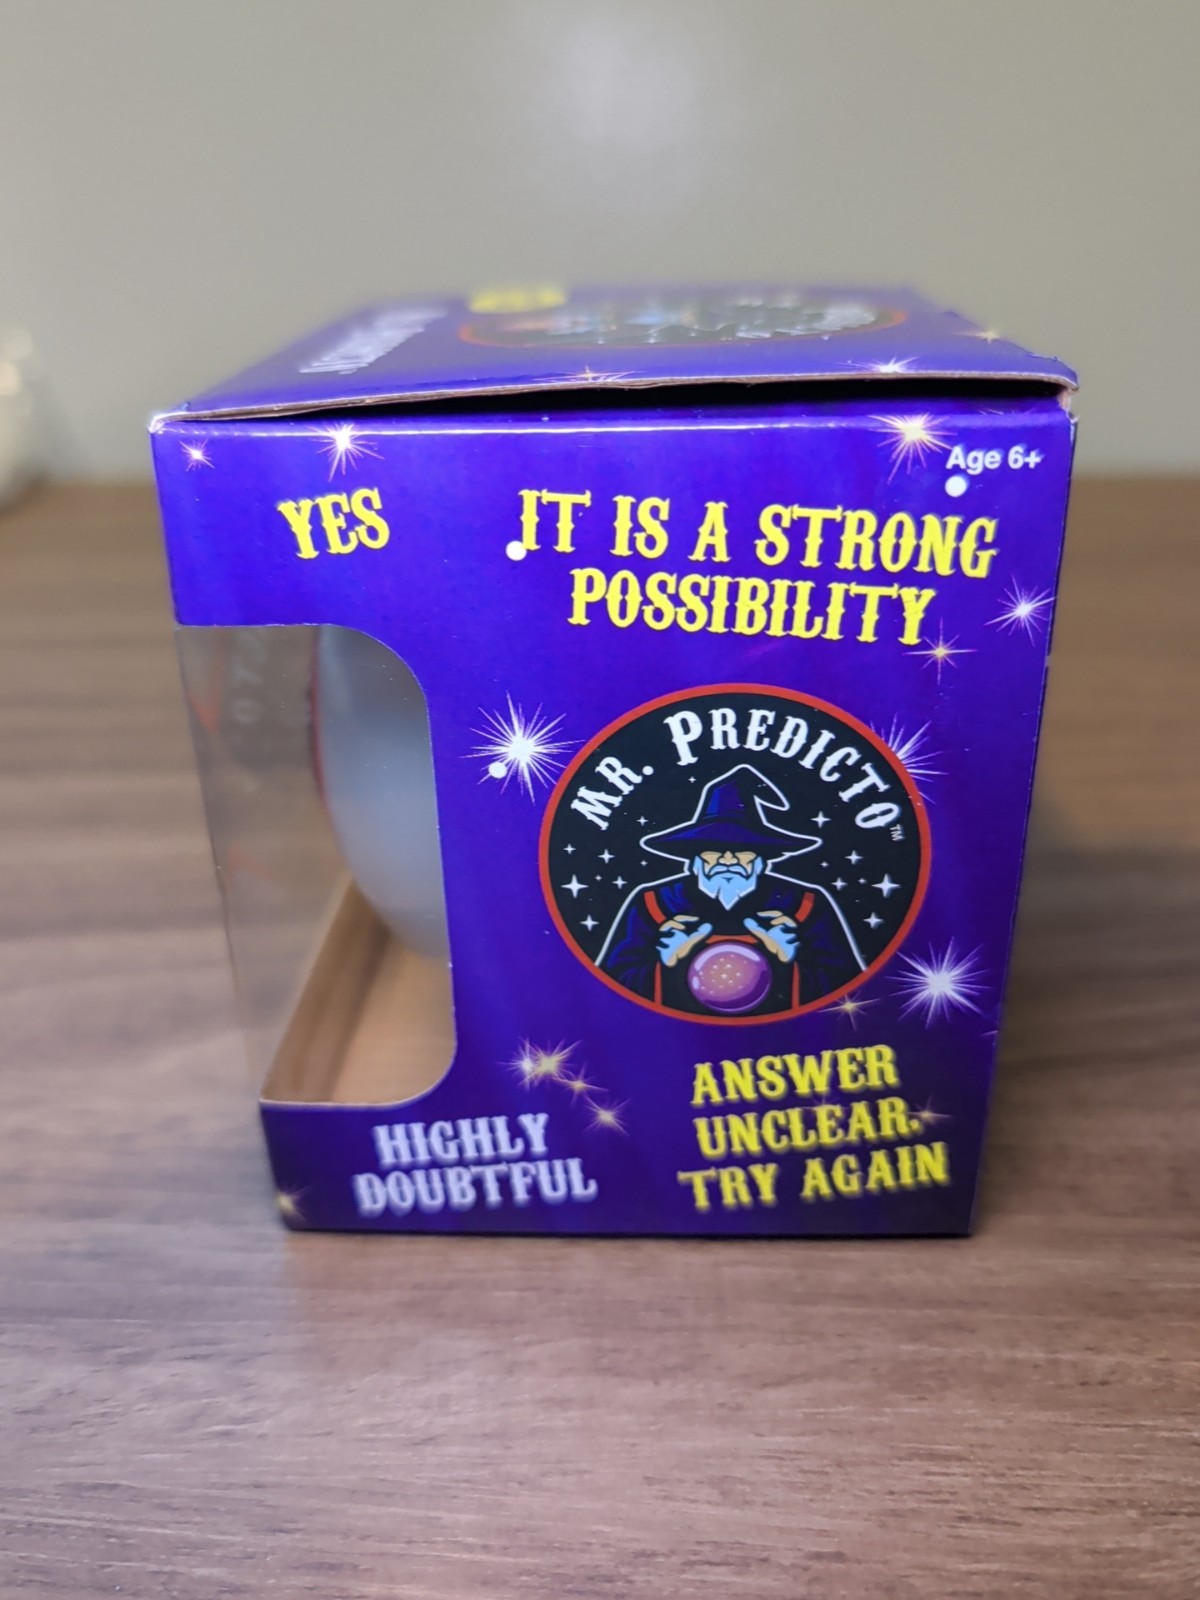 Age 6+
YES
IT IS A STRONG
POSSIBILITY
MR. PREDICTO™
ANSWER
UNCLEAR,
TRY AGAIN
HIGHLY
DOUBTFUL